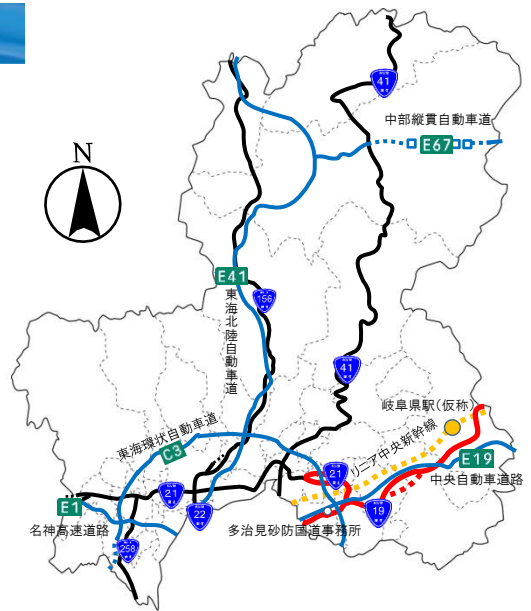 41
中部縦貫自動車道
E67
N
E41
156
東海北陸自動車道
41
岐阜県駅(仮称)
東海環状自動車道
C3
リニア中央新幹線
E19
21
中央自動車道路
21
E1
22
19
名神高速道路
多治見砂防国道事務所
258